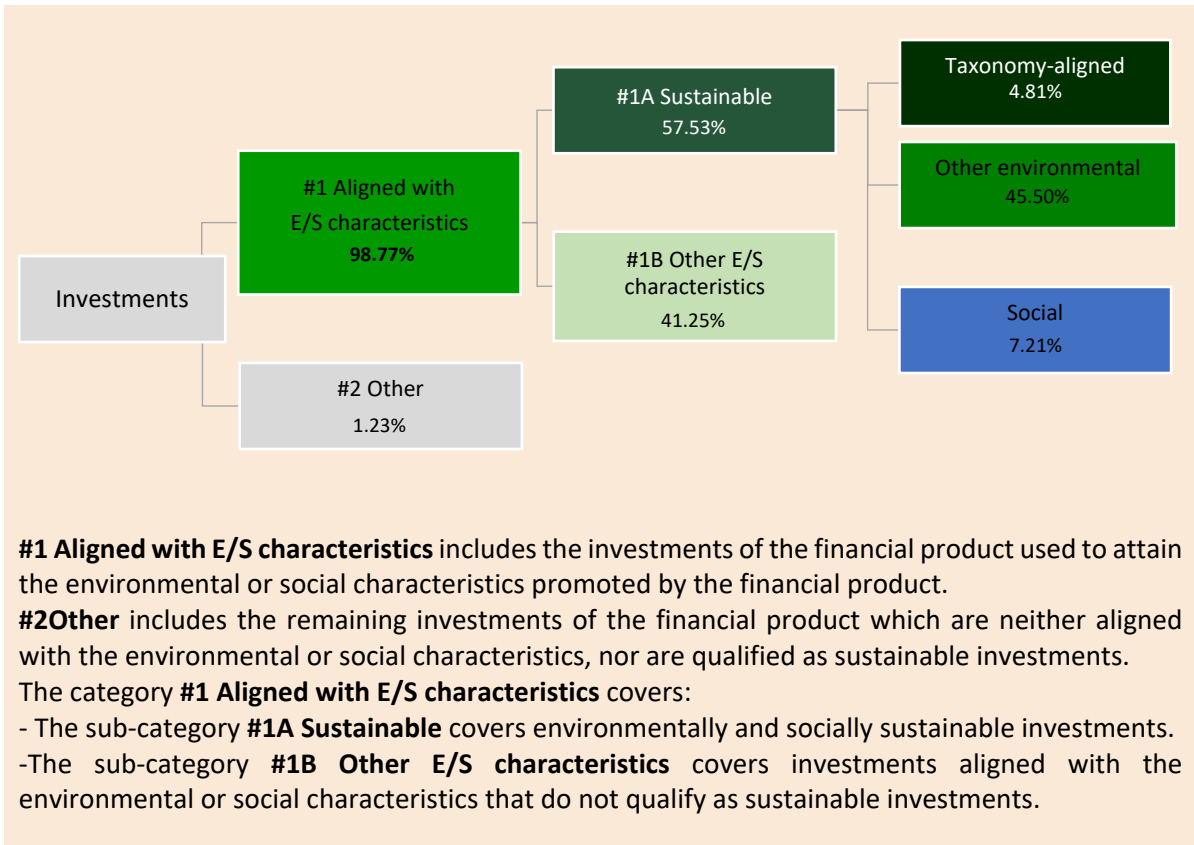 Taxonomy-aligned
4.81%
#1A Sustainable
57.53%
Other environmental
45.50%
#1 Aligned with
E/S characteristics
98.77%
#1B Other E/S
characteristics
41.25%
Investments
Social
7.21%
#2 Other
1.23%
#1 Aligned with E/S characteristics includes the investments of the financial product used to attain
the environmental or social characteristics promoted by the financial product.
#2Other includes the remaining investments of the financial product which are neither aligned
with the environmental or social characteristics, nor are qualified as sustainable investments.
The category #1 Aligned with E/S characteristics covers:
- The sub-category #1A Sustainable covers environmentally and socially sustainable investments.
-The sub-category #1B Other E/S characteristics covers investments aligned with the
environmental or social characteristics that do not qualify as sustainable investments.